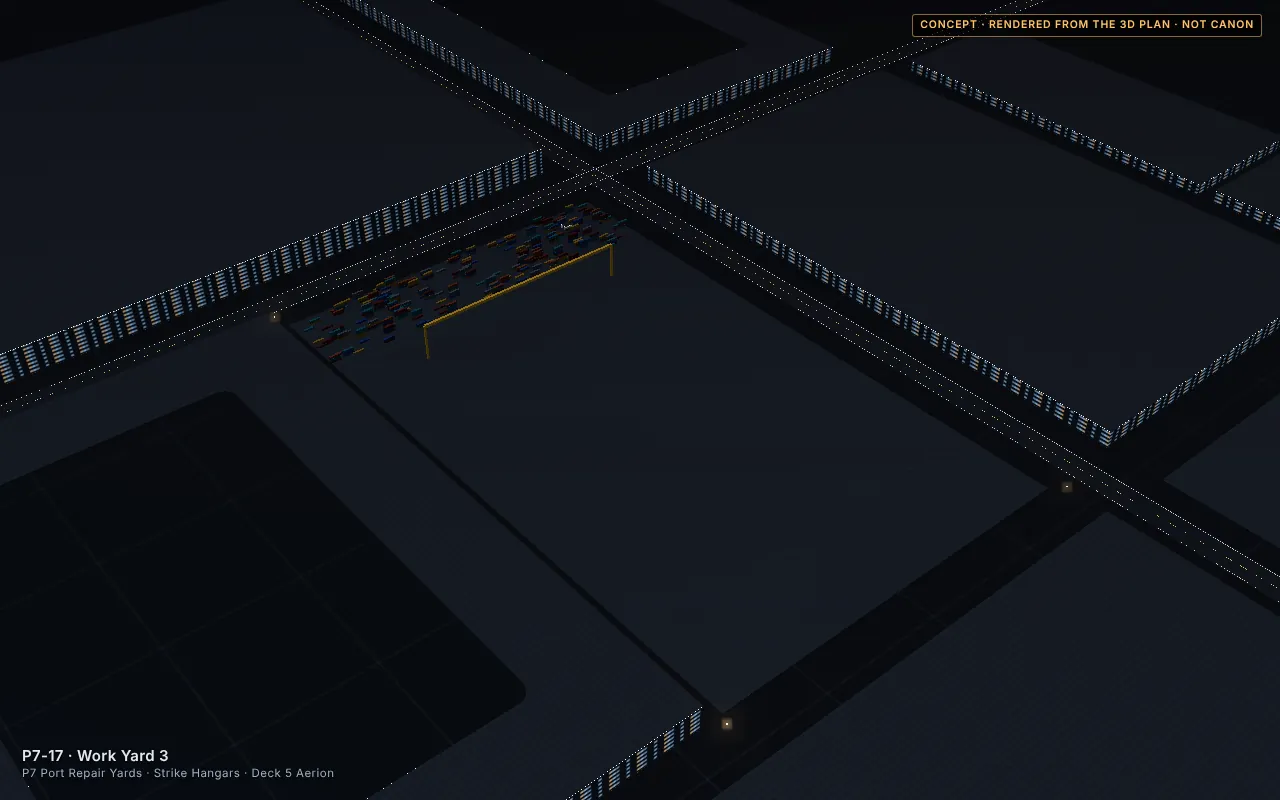 CONCEPT · RENDERED FROM THE 3D PLAN · NOT CANON
P7-17 · Work Yard 3
P7 Port Repair Yards · Strike Hangars · Deck 5 Aerion